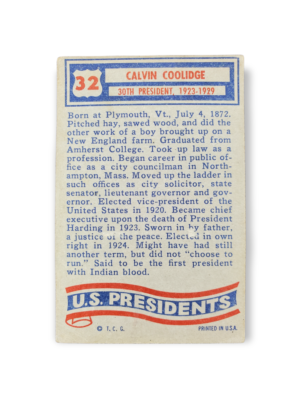 32
CALVIN COOLIDGE
30TH PRESIDENT, 1923-1929
Born at Plymouth, Vt., July 4, 1872.
Pitched hay, sawed wood, and did the
other work of a boy brought up on a
New England farm. Graduated from
Amherst College. Took up law as a
profession. Began career in public of-
fice as a city councilman in North-
ampton, Mass. Moved up the ladder in
such offices as city solicitor, state
senator, lieutenant governor and gov-
ernor. Elected vice-president of the
United States in 1920. Became chief
executive upon the death of President
Harding in 1923. Sworn in by father,
a justice of the peace. Elected in own
right in 1924. Might have had still
another term, but did not "choose to
run." Said to be the first president
with Indian blood.
U.S. PRESIDENTS
© T. C. G.
PRINTED IN U.S.A.